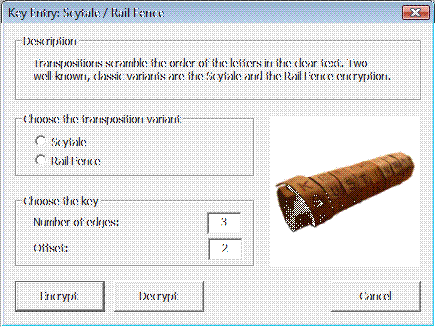 Key Entry: Scytale / Rail Fence
Description
Transpositions scramble the order of the letters in the clear text. Two
well-known, classic variants are the Scytale and the Rail Fence encryption.
Choose the transposition variant
Scytale
Rail Fence
Choose the key
Number of edges: 3
Offset: 2
Encrypt Decrypt Cancel